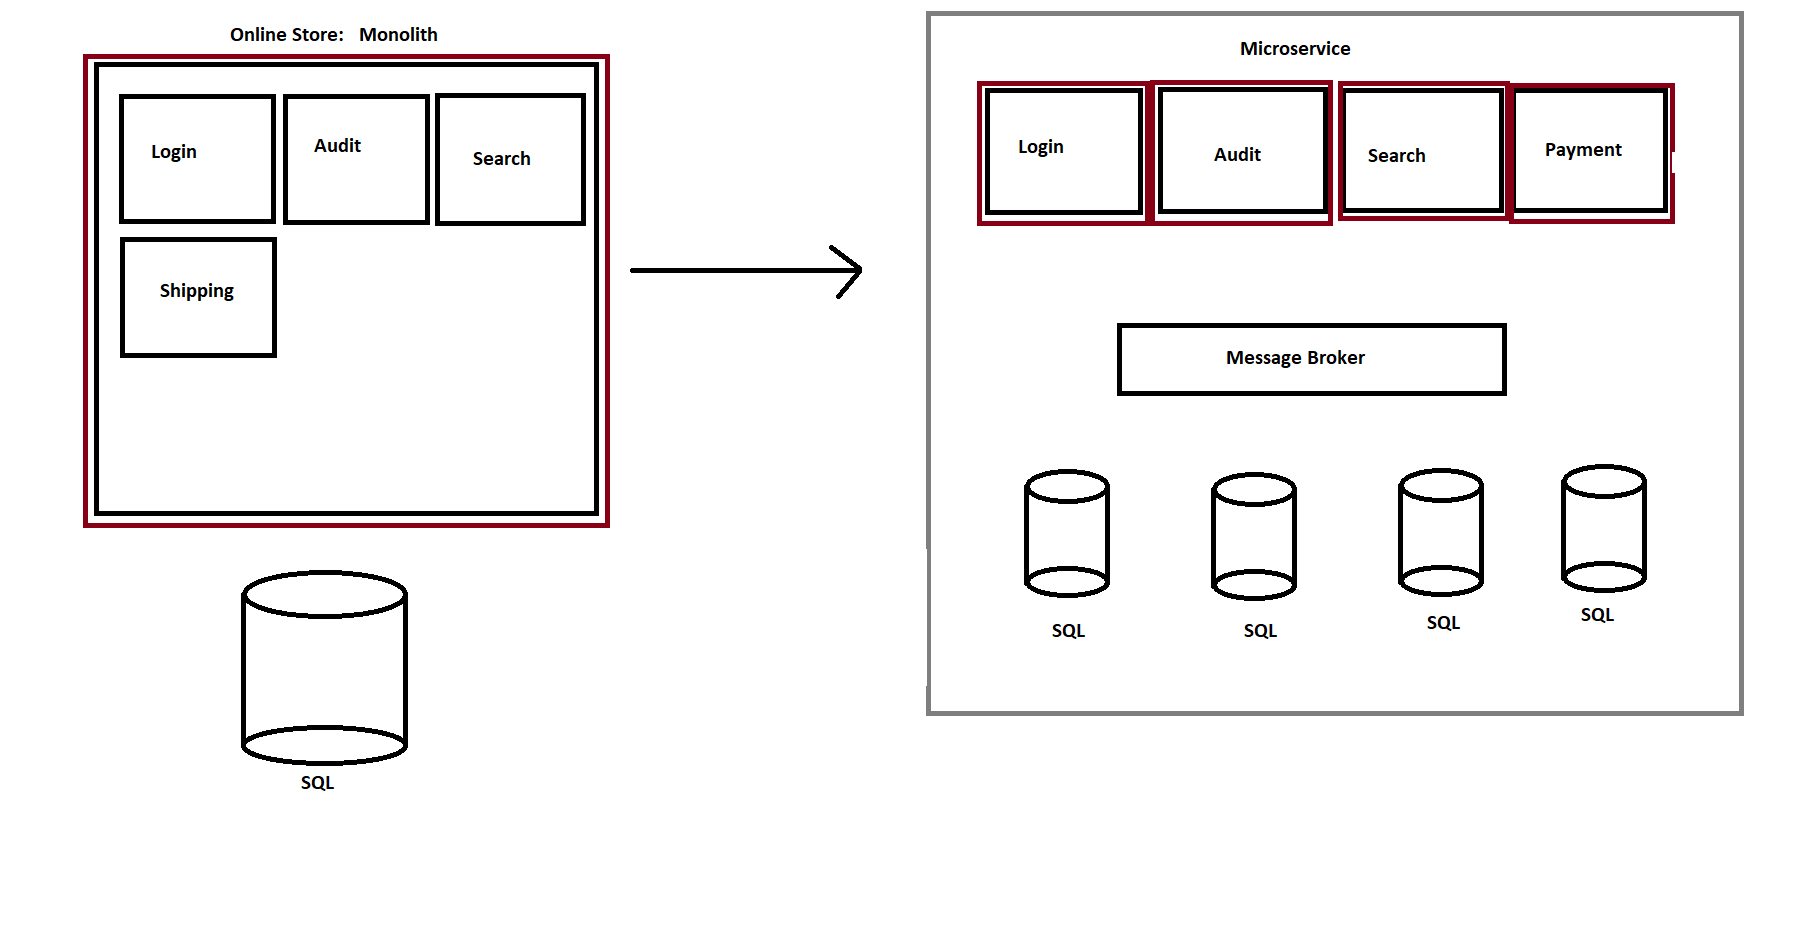 Online Store:   Monolith
Login
Audit
Search
Shipping
SQL
Microservice
Login
Audit
Search
Payment
Message Broker
SQL
SQL
SQL
SQL